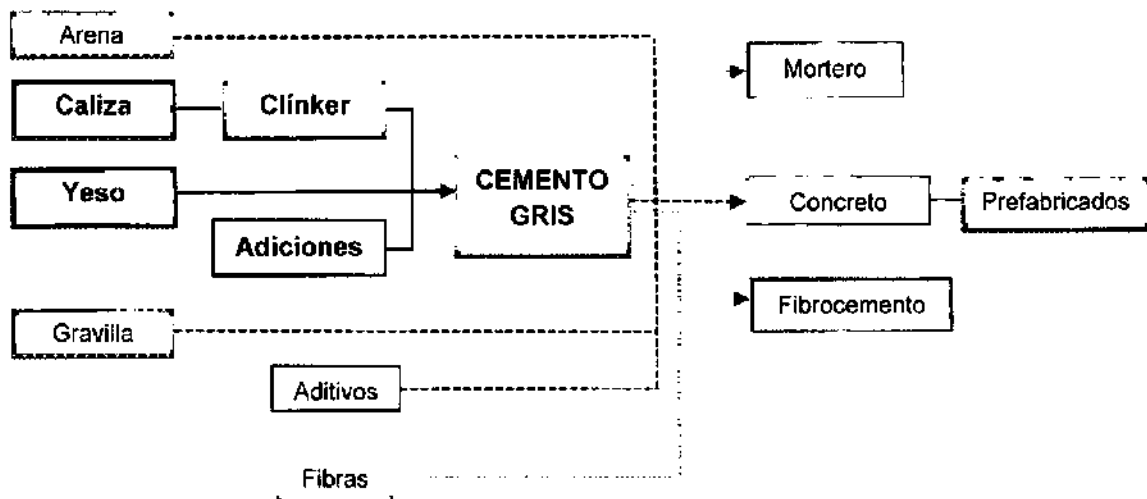 Arena
Mortero
Caliza
Clínker
Yeso
CEMENTO
GRIS
Concreto
Prefabricados
Adiciones
Fibrocemento
Gravilla
Aditivos
Fibras